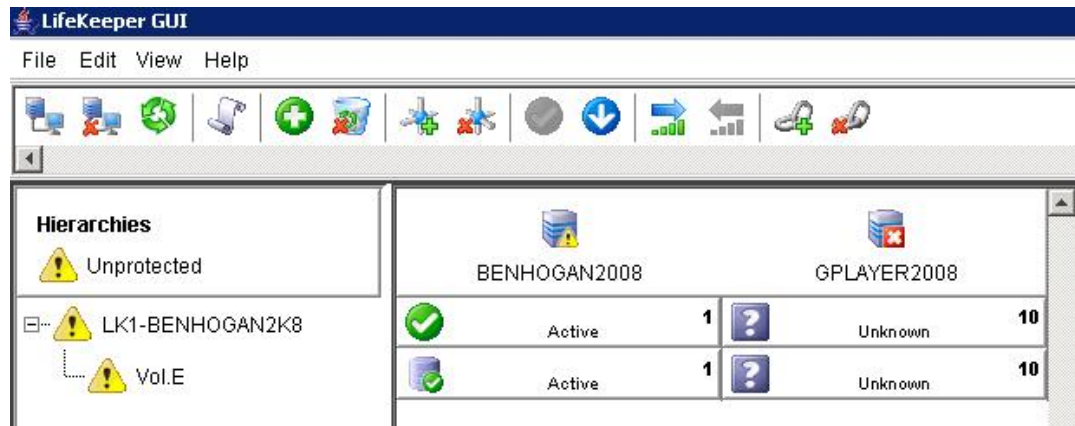 LifeKeeper GUI
File Edit View Help
Hierarchies
Unprotected
BENHOGAN2008 GPLAYER2008
LK1-BENHOGAN2K8 Active 1 ? Unknown 10
Vol.E Active 1 ? Unknown 10